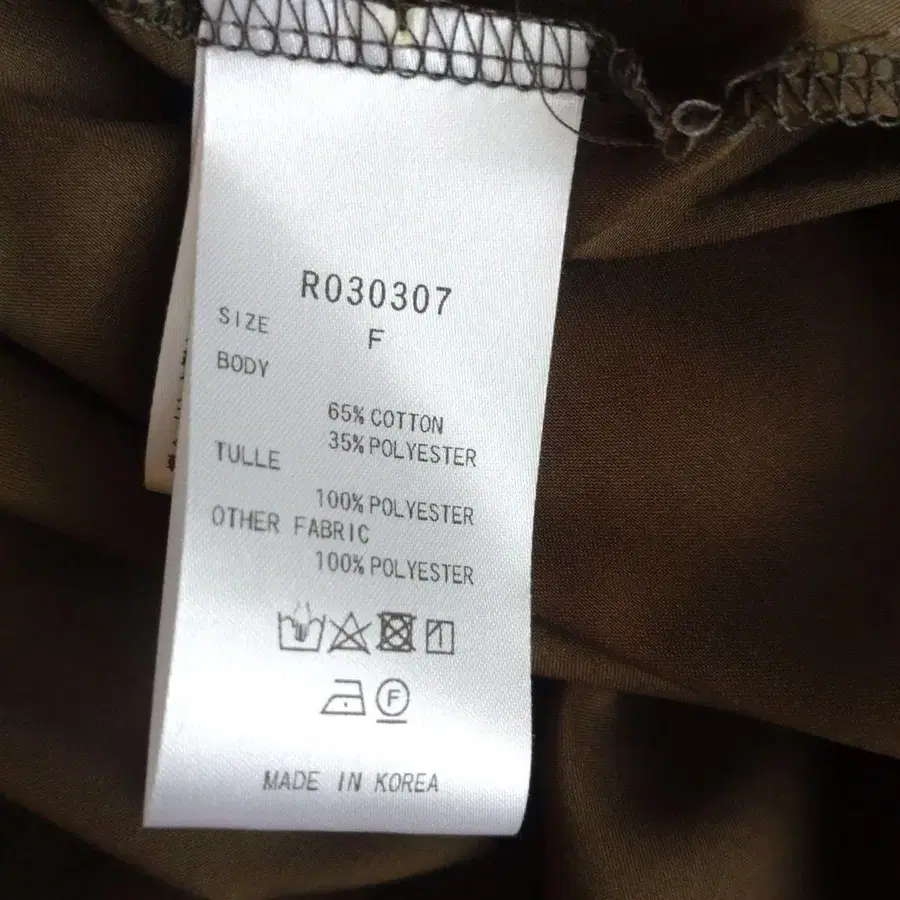 R030307
SIZE F
BODY
65% COTTON
35% POLYESTER
TULLE
100% POLYESTER
OTHER FABRIC
100% POLYESTER
F
MADE IN KOREA